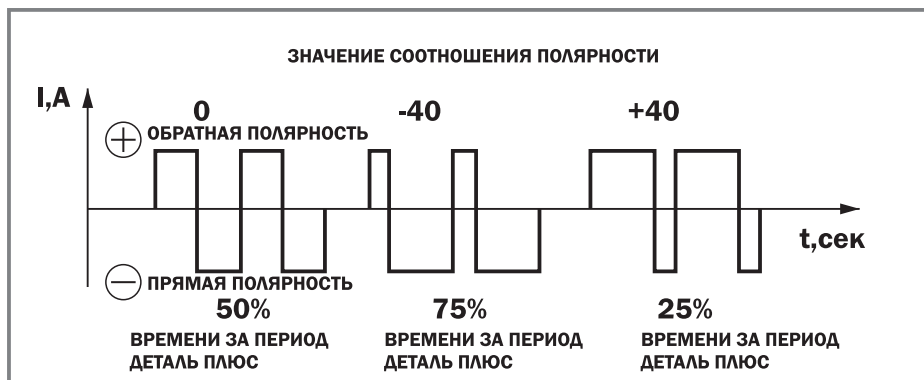 ЗНАЧЕНИЕ СООТНОШЕНИЯ ПОЛЯРНОСТИ
I,А
0
-40
+40
+ ОБРАТНАЯ ПОЛЯРНОСТЬ
t,сек
− ПРЯМАЯ ПОЛЯРНОСТЬ
50%
ВРЕМЕНИ ЗА ПЕРИОД
ДЕТАЛЬ ПЛЮС
75%
ВРЕМЕНИ ЗА ПЕРИОД
ДЕТАЛЬ ПЛЮС
25%
ВРЕМЕНИ ЗА ПЕРИОД
ДЕТАЛЬ ПЛЮС